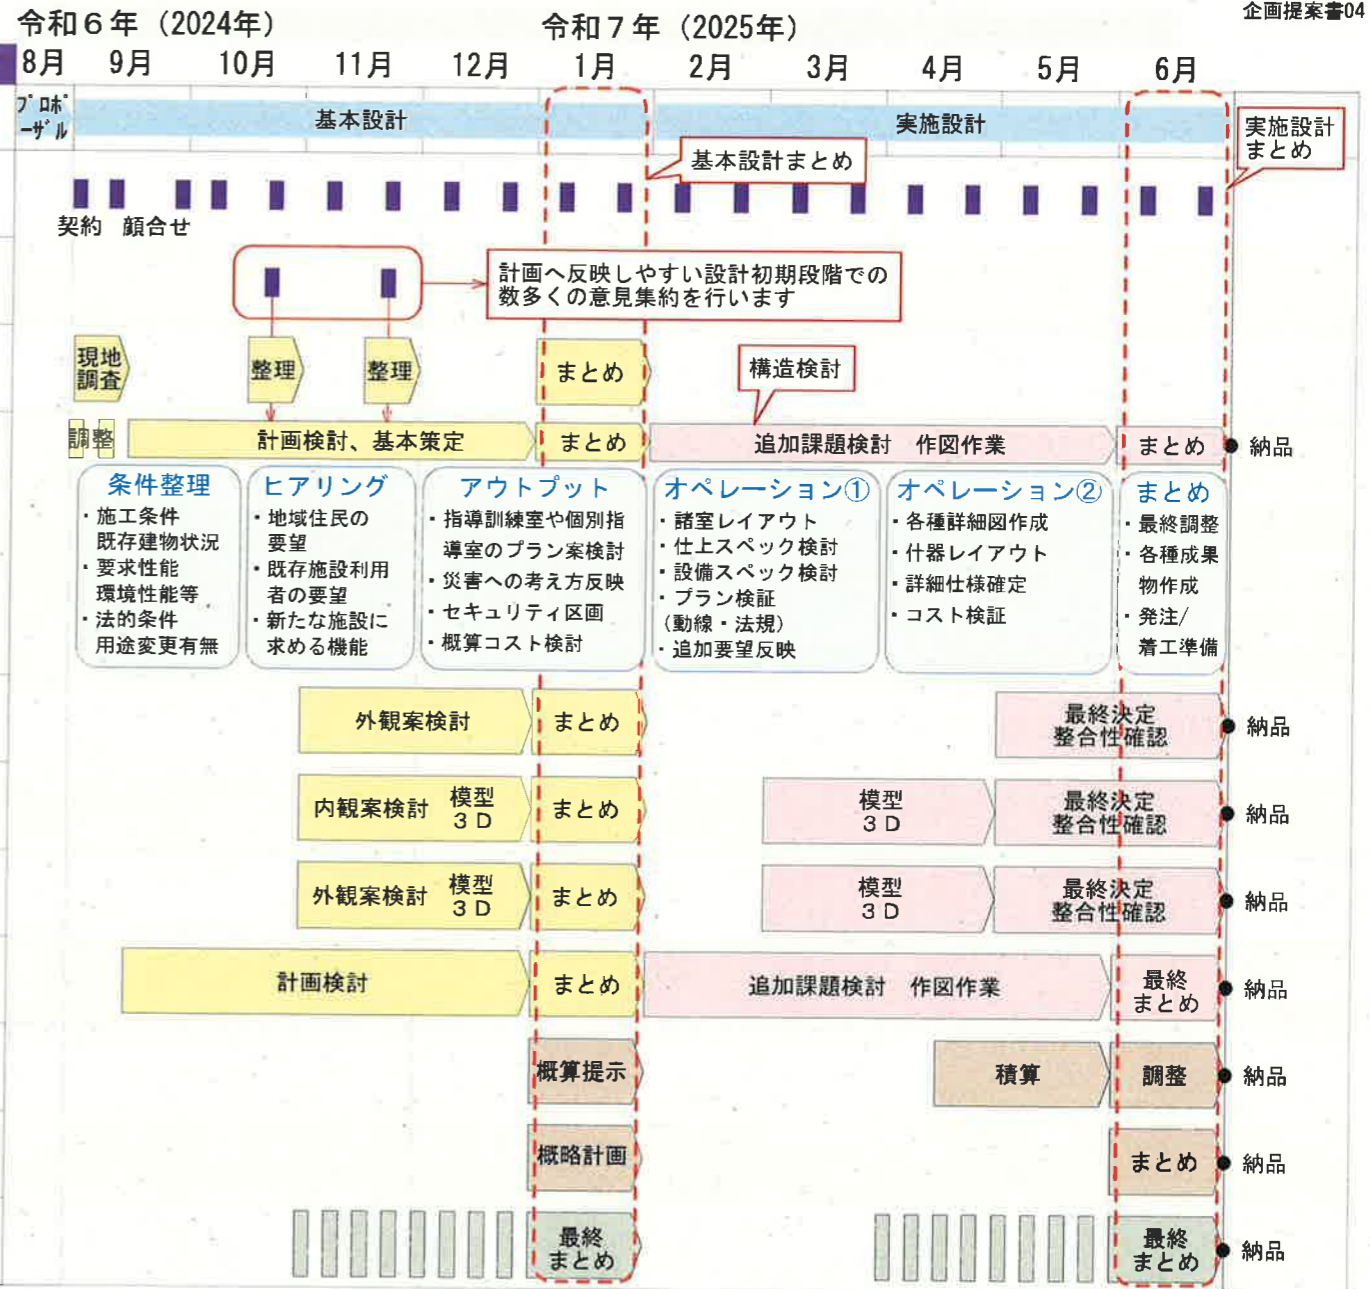 企画提案書04
令和６年（2024年）
令和７年（2025年）
8月 9月 10月 11月 12月 1月 2月 3月 4月 5月 6月
プロポ
ーザル
基本設計
実施設計
実施設計
まとめ
基本設計まとめ
契約 顔合せ
計画へ反映しやすい設計初期段階での
数多くの意見集約を行います
現地
調査
整理
整理
まとめ
構造検討
調整
計画検討、基本策定
まとめ
追加課題検討 作図作業
まとめ
納品
条件整理
・施工条件
既存建物状況
・要求性能
環境性能等
・法的条件
用途変更有無
ヒアリング
・地域住民の
要望
・既存施設利用
者の要望
・新たな施設に
求める機能
アウトプット
・指導訓練室や個別指
導室のプラン案検討
・災害への考え方反映
・セキュリティ区画
・概算コスト検討
オペレーション①
・諸室レイアウト
・仕上スペック検討
・設備スペック検討
・プラン検証
（動線・法規）
・追加要望反映
オペレーション②
・各種詳細図作成
・什器レイアウト
・詳細仕様確定
・コスト検証
まとめ
・最終調整
・各種成果
物作成
・発注/
着工準備
外観案検討
まとめ
最終決定
整合性確認
納品
内観案検討 模型
３Ｄ
まとめ
模型
３Ｄ
最終決定
整合性確認
納品
外観案検討 模型
３Ｄ
まとめ
模型
３Ｄ
最終決定
整合性確認
納品
計画検討
まとめ
追加課題検討 作図作業
最終
まとめ
納品
概算提示
積算
調整
納品
概略計画
まとめ
納品
最終
まとめ
最終
まとめ
納品